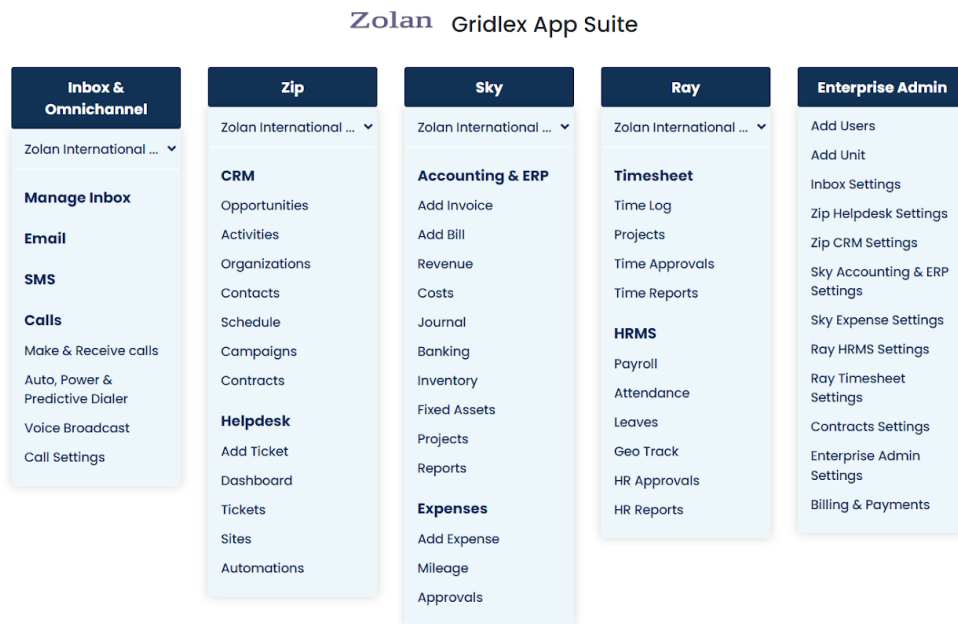 Zolan Gridlex App Suite
Inbox &
Omnichannel
Zolan International ...
Manage Inbox
Email
SMS
Calls
Make & Receive calls
Auto, Power &
Predictive Dialer
Voice Broadcast
Call Settings
Zip
Zolan International ...
CRM
Opportunities
Activities
Organizations
Contacts
Schedule
Campaigns
Contracts
Helpdesk
Add Ticket
Dashboard
Tickets
Sites
Automations
Sky
Zolan International ...
Accounting & ERP
Add Invoice
Add Bill
Revenue
Costs
Journal
Banking
Inventory
Fixed Assets
Projects
Reports
Expenses
Add Expense
Mileage
Approvals
Ray
Zolan International ...
Timesheet
Time Log
Projects
Time Approvals
Time Reports
HRMS
Payroll
Attendance
Leaves
Geo Track
HR Approvals
HR Reports
Enterprise Admin
Add Users
Add Unit
Inbox Settings
Zip Helpdesk Settings
Zip CRM Settings
Sky Accounting & ERP
Settings
Sky Expense Settings
Ray HRMS Settings
Ray Timesheet
Settings
Contracts Settings
Enterprise Admin
Settings
Billing & Payments